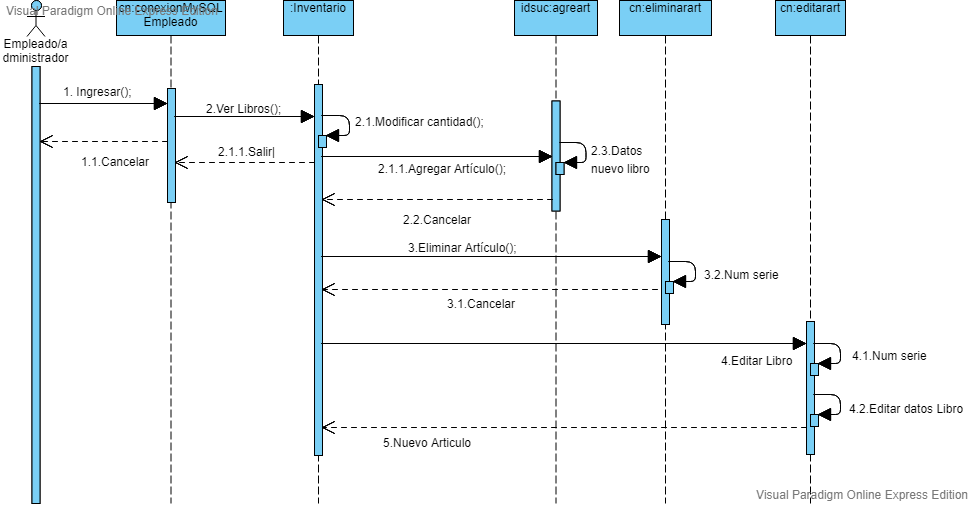 Visual Paradigm Online Express Edition
cn:conexionMySQL
Empleado
:Inventario
idsuc:agreart
cn:eliminarart
cn:editarart
Empleado/a
dministrador
1. Ingresar();
2.Ver Libros();
2.1.Modificar cantidad();
1.1.Cancelar
2.1.1.Salir|
2.1.1.Agregar Artículo();
2.3.Datos
nuevo libro
2.2.Cancelar
3.Eliminar Artículo();
3.2.Num serie
3.1.Cancelar
4.Editar Libro
4.1.Num serie
4.2.Editar datos Libro
5.Nuevo Articulo
Visual Paradigm Online Express Edition